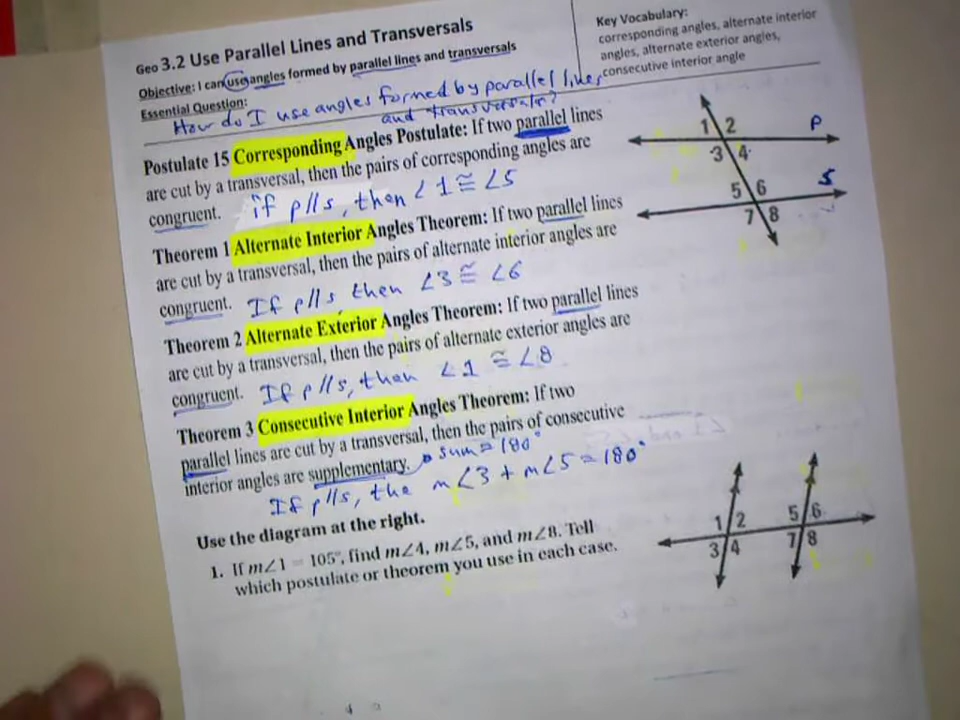 Geo 3.2 Use Parallel Lines and Transversals
Objective: I can use angles formed by parallel lines and transversals
Essential Question:
How do I use angles formed by parallel lines
and transversals?
Key Vocabulary:
corresponding angles, alternate interior
angles, alternate exterior angles,
consecutive interior angle
Postulate 15 Corresponding Angles Postulate: If two parallel lines
are cut by a transversal, then the pairs of corresponding angles are
congruent. if p//s, then ∠1 ≅ ∠5
Theorem 1 Alternate Interior Angles Theorem: If two parallel lines
are cut by a transversal, then the pairs of alternate interior angles are
congruent. If p//s, then ∠3 ≅ ∠6
Theorem 2 Alternate Exterior Angles Theorem: If two parallel lines
are cut by a transversal, then the pairs of alternate exterior angles are
congruent. If p//s, then ∠1 ≅ ∠8
Theorem 3 Consecutive Interior Angles Theorem: If two
parallel lines are cut by a transversal, then the pairs of consecutive
interior angles are supplementary. sum = 180°
If p//s, the m∠3 + m∠5 = 180°
1 2 P
3 4
5 6 S
7 8
Use the diagram at the right.
1. If m∠1 = 105°, find m∠4, m∠5, and m∠8. Tell
which postulate or theorem you use in each case.
1 2 5 6
3 4 7 8